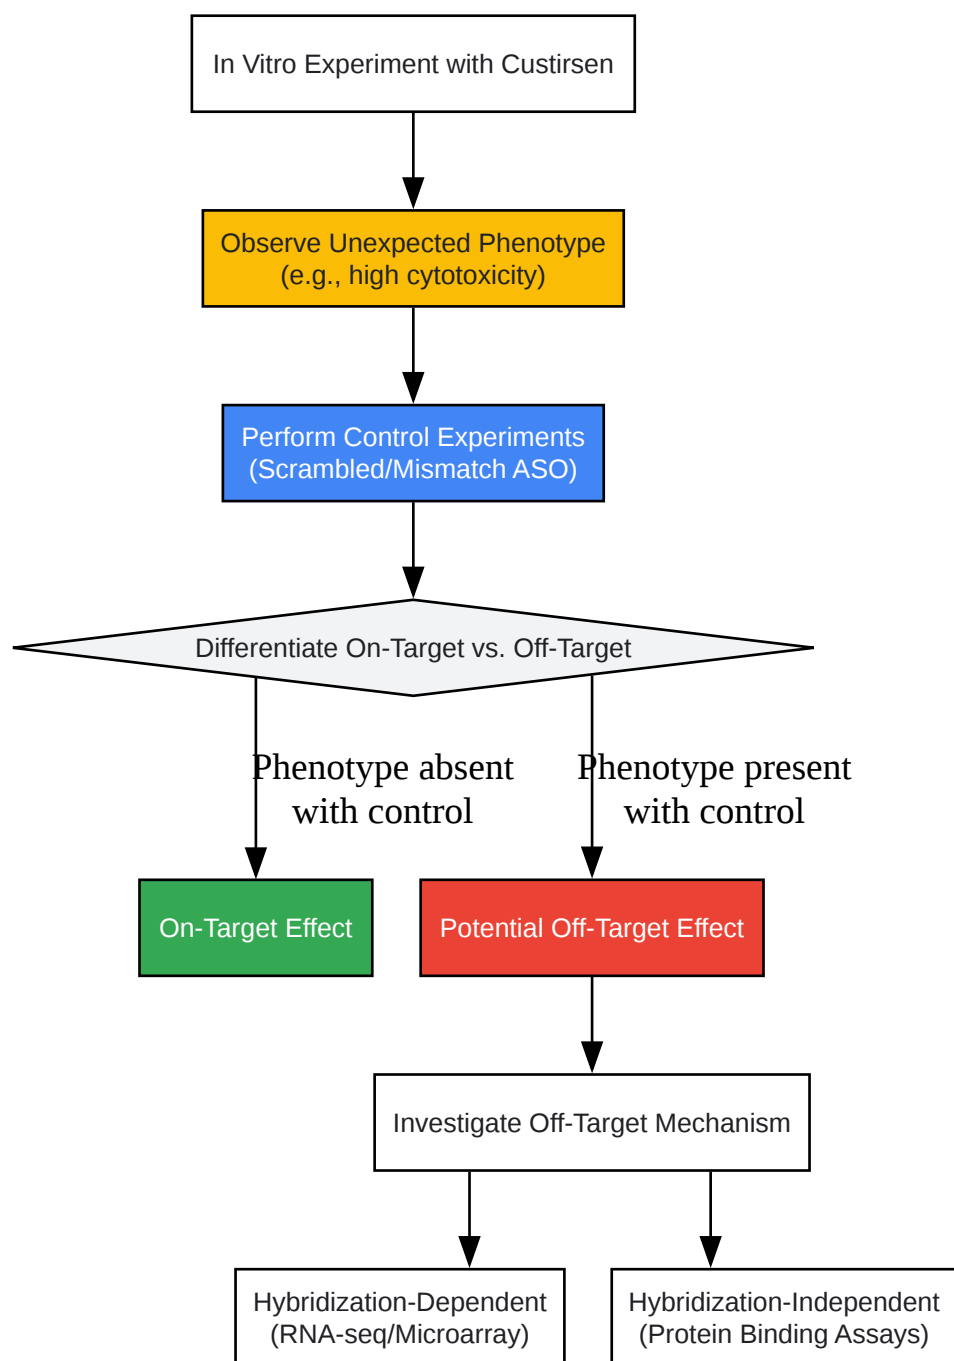 In Vitro Experiment with Custirsen
Observe Unexpected Phenotype
(e.g., high cytotoxicity)
Perform Control Experiments
(Scrambled/Mismatch ASO)
Differentiate On-Target vs. Off-Target
Phenotype absent
with control
Phenotype present
with control
On-Target Effect
Potential Off-Target Effect
Investigate Off-Target Mechanism
Hybridization-Dependent
(RNA-seq/Microarray)
Hybridization-Independent
(Protein Binding Assays)